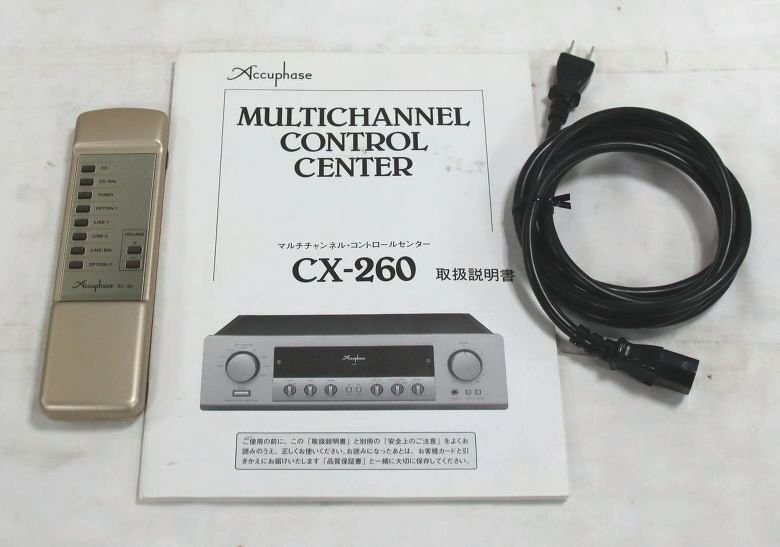 Accuphase
MULTICHANNEL
CONTROL
CENTER
マルチチャンネル・コントロールセンター
CX-260 取扱説明書
Accuphase
ご使用の前に、この「取扱説明書」と別冊の「安全上のご注意」をよくお
読みのうえ、正しくお使いください。お読みになったあとは、お客様カードと引
きかえにお届けいたします「品質保証書」と一緒に大切に保存してください。
CD
CD-BAL
TUNER
OPTION-1
LINE-1
LINE-2
LINE-BAL
OPTION-2
VOLUME
Accuphase